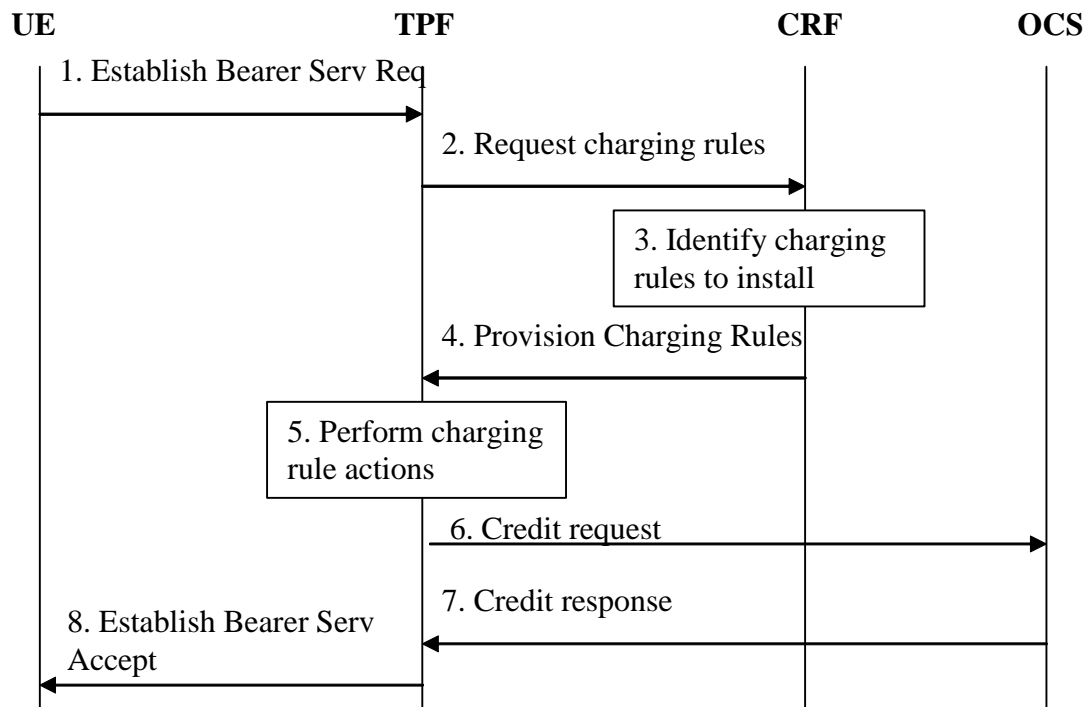 UE TPF CRF OCS
1. Establish Bearer Serv Req
2. Request charging rules
3. Identify charging
rules to install
4. Provision Charging Rules
5. Perform charging
rule actions
6. Credit request
7. Credit response
8. Establish Bearer Serv
Accept